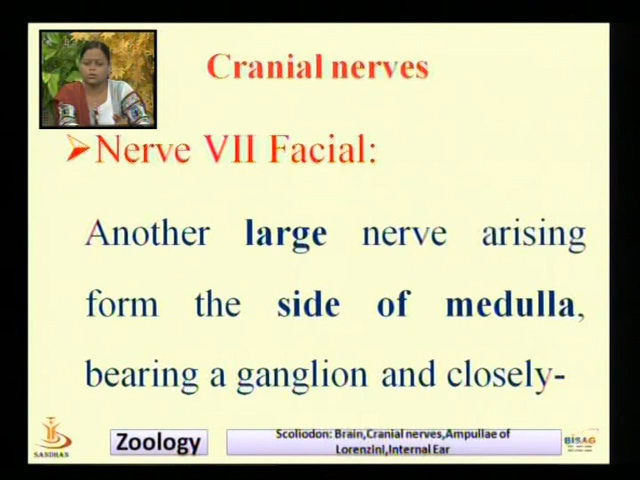 Cranial nerves
Nerve VII Facial:
Another large nerve arising
form the side of medulla,
bearing a ganglion and closely-
SANDHAN
Zoology
Scoliodon: Brain,Cranial nerves,Ampullae of
Lorenzini,Internal Ear
BISAG